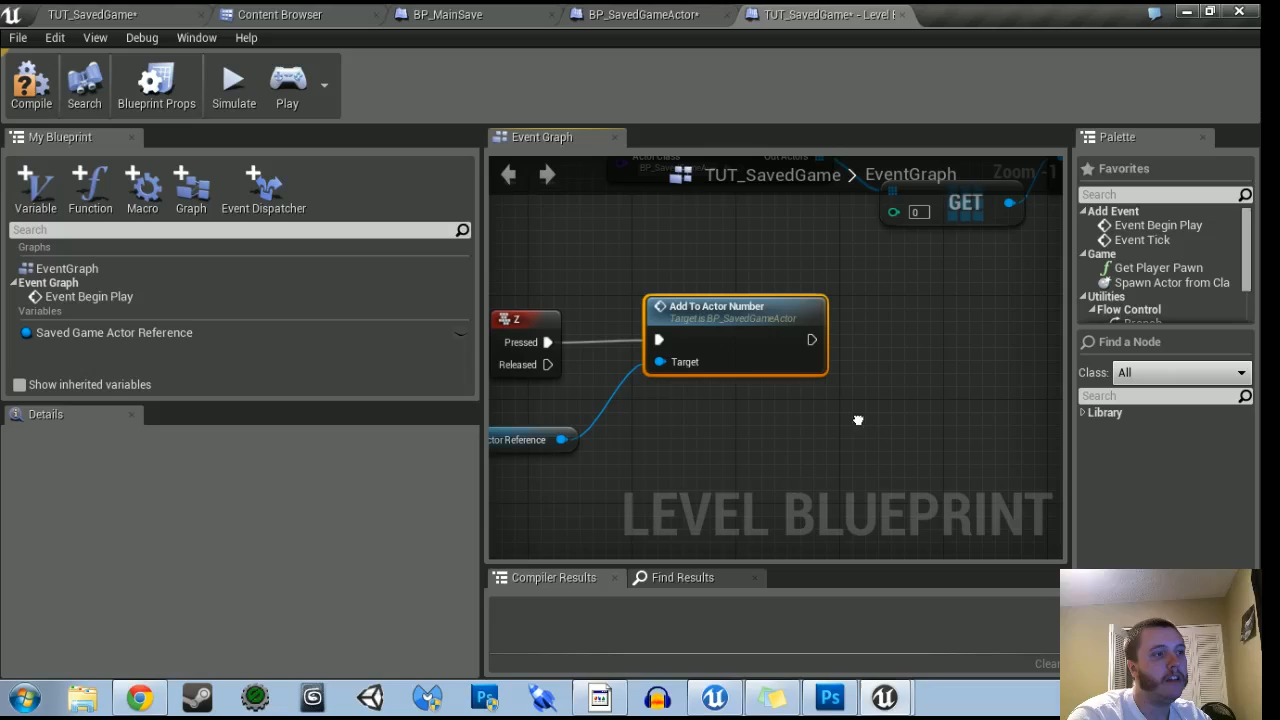 TUT_SavedGame*
Content Browser
BP_MainSave
BP_SavedGameActor*
TUT_SavedGame* - Level
File Edit View Debug Window Help
Compile
Search
Blueprint Props
Simulate
Play
My Blueprint
Variable
Function
Macro
Graph
Event Dispatcher
Search
Graphs
EventGraph
Event Graph
Event Begin Play
Variables
Saved Game Actor Reference
Show inherited variables
Details
Event Graph
Actor Class
Out Actors
TUT_SavedGame > EventGraph
Zoom -1
0
GET
Z
Pressed
Released
Add To Actor Number
Target is BP_SavedGameActor
Target
ctor Reference
LEVEL BLUEPRINT
Compiler Results
Find Results
Clea
Palette
Favorites
Search
Add Event
Event Begin Play
Event Tick
Game
Get Player Pawn
Spawn Actor from Cla
Utilities
Flow Control
Find a Node
Class: All
Search
Library